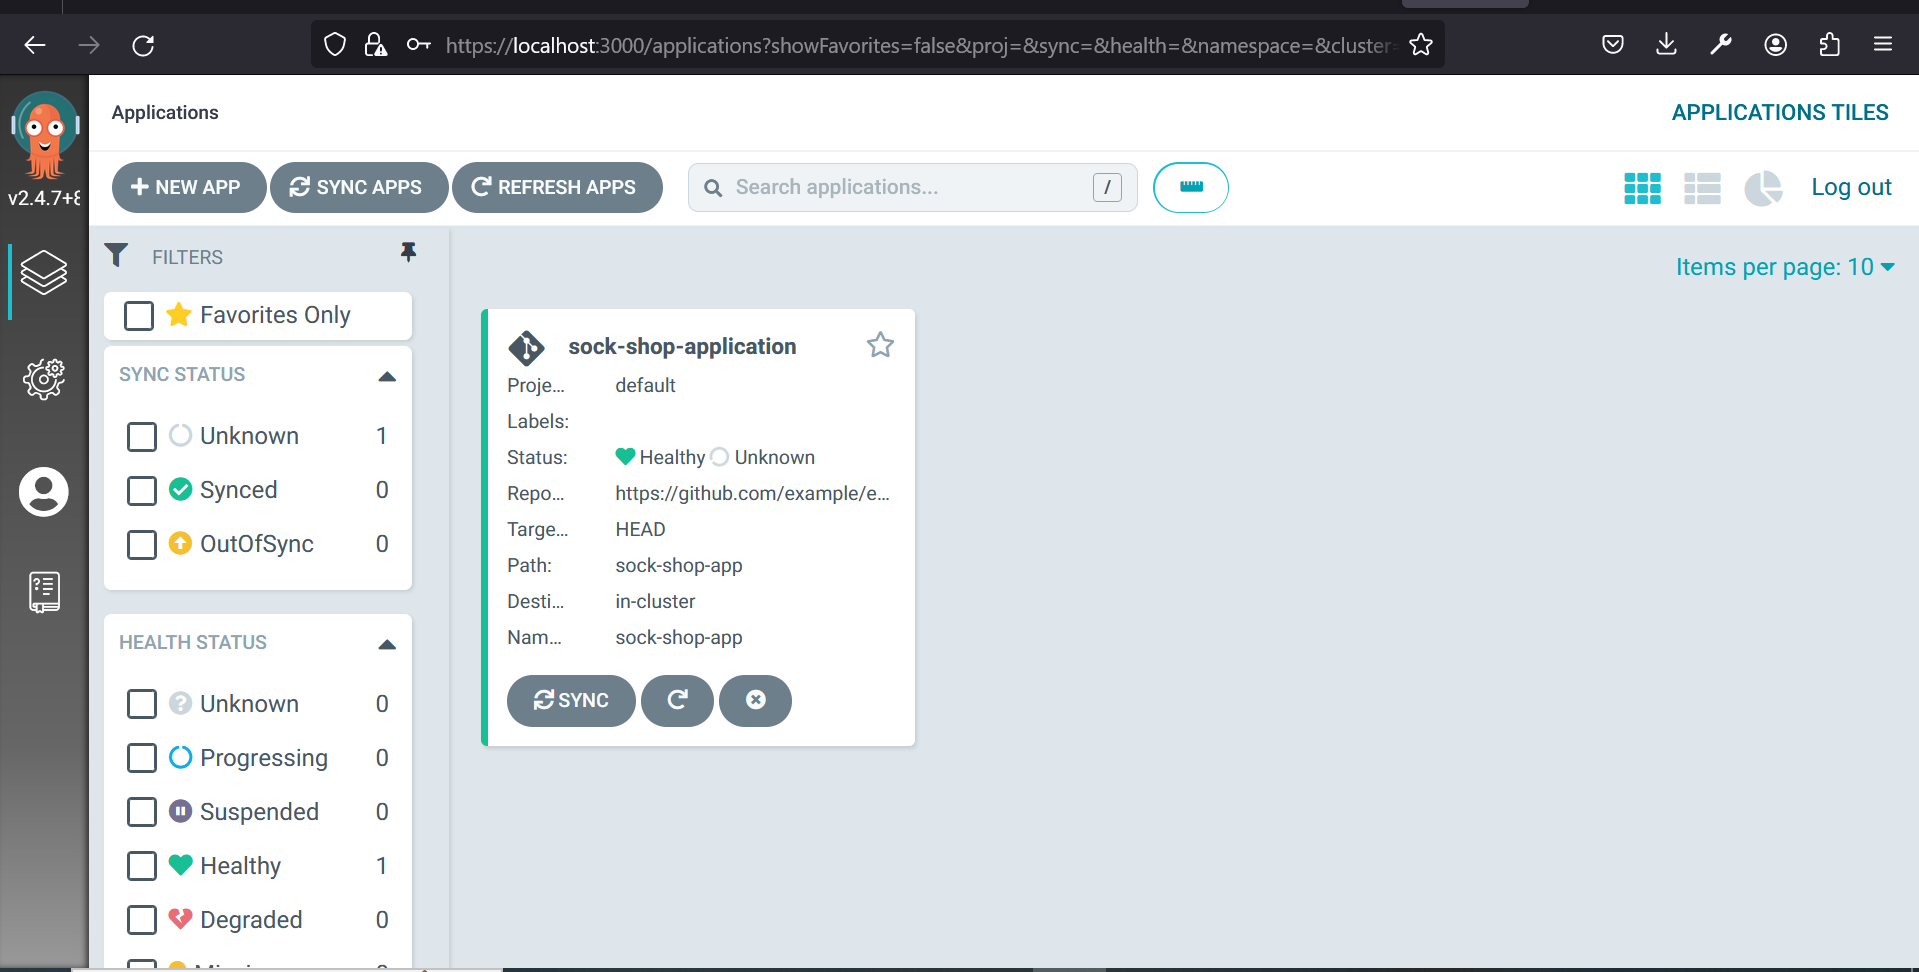 https://localhost:3000/applications?showFavorites=false&proj=&sync=&health=&namespace=&cluster=
Applications
APPLICATIONS TILES
NEW APP
SYNC APPS
REFRESH APPS
Search applications...
/
Log out
v2.4.7+8
FILTERS
Items per page: 10
Favorites Only
SYNC STATUS
Unknown 1
Synced 0
OutOfSync 0
HEALTH STATUS
Unknown 0
Progressing 0
Suspended 0
Healthy 1
Degraded 0
sock-shop-application
Proje... default
Labels:
Status: Healthy Unknown
Repo... https://github.com/example/e...
Targe... HEAD
Path: sock-shop-app
Desti... in-cluster
Nam... sock-shop-app
SYNC